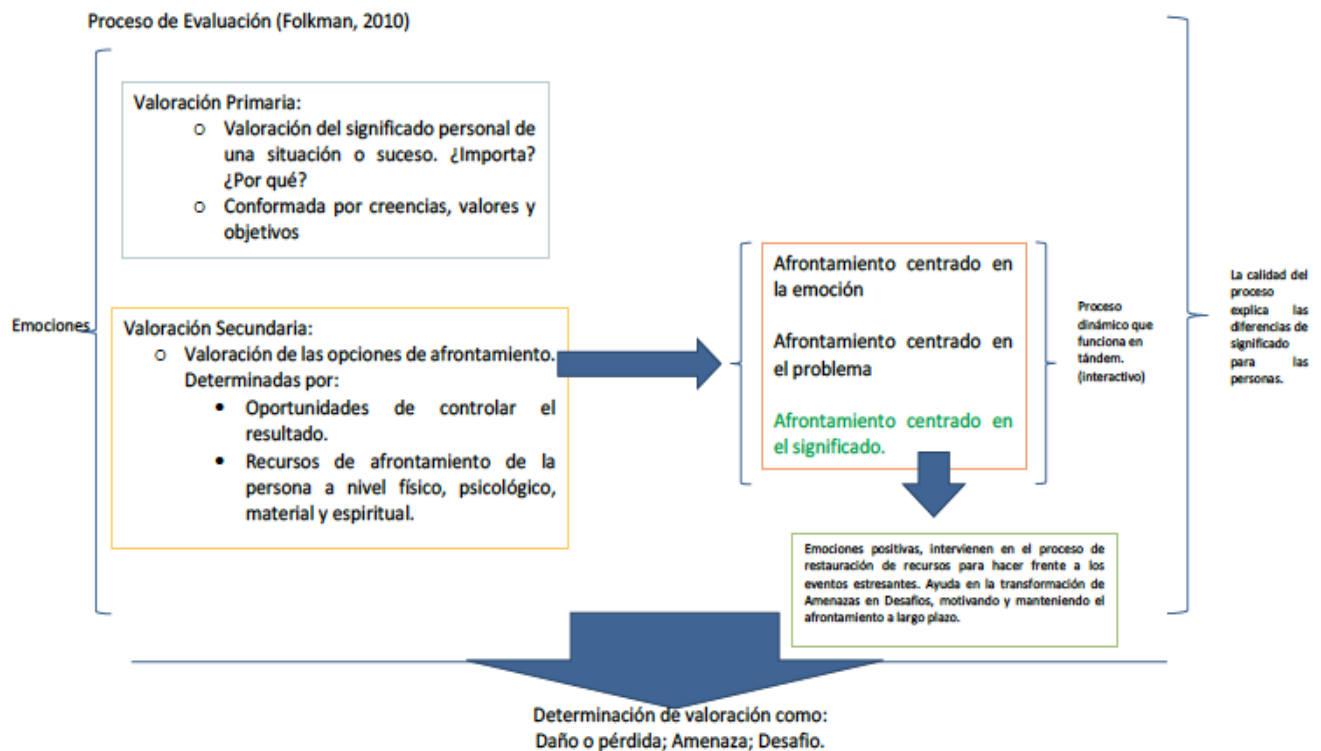 Proceso de Evaluación (Folkman, 2010)
Valoración Primaria:
o Valoración del significado personal de
una situación o suceso. ¿Importa?
¿Por qué?
o Conformada por creencias, valores y
objetivos
Emociones
Valoración Secundaria:
o Valoración de las opciones de afrontamiento.
Determinadas por:
• Oportunidades de controlar el
resultado.
• Recursos de afrontamiento de la
persona a nivel físico, psicológico,
material y espiritual.
Afrontamiento centrado en
la emoción
Afrontamiento centrado en
el problema
Afrontamiento centrado en
el significado.
Proceso
dinámico que
funciona en
tándem.
(interactivo)
La calidad del
proceso
explica las
diferencias de
significado
para las
personas.
Emociones positivas, intervienen en el proceso de
restauración de recursos para hacer frente a los
eventos estresantes. Ayuda en la transformación de
Amenazas en Desafíos, motivando y manteniendo el
afrontamiento a largo plazo.
Determinación de valoración como:
Daño o pérdida; Amenaza; Desafio.